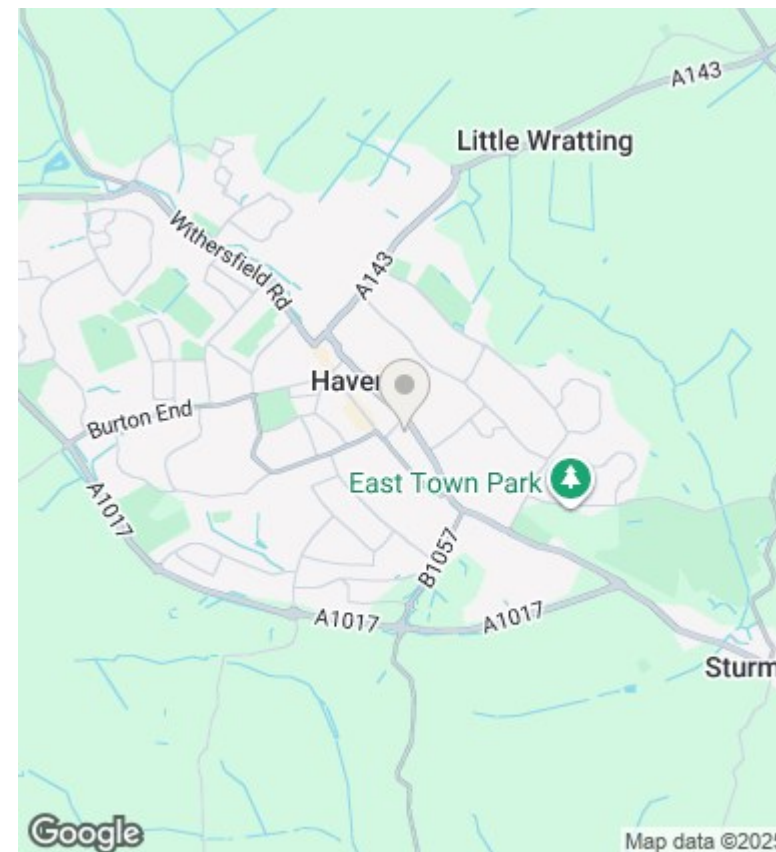 A143
Little Wratting
Withersfield Rd
A143
Haver
Burton End
East Town Park
A1017
B1057
A1017
A1017
Sturm
Google
Map data ©2025